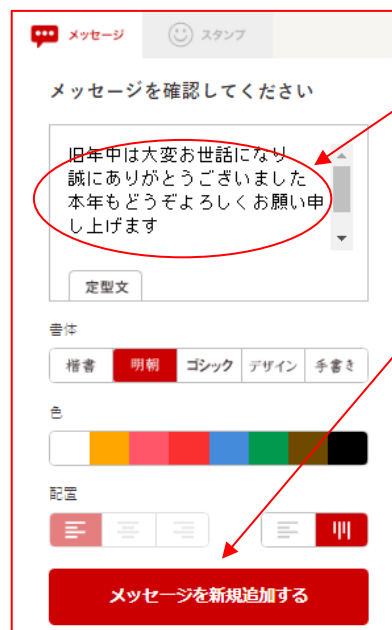 メッセージ スタンプ
メッセージを確認してください
旧年中は大変お世話になり
誠にありがとうございました
本年もどうぞよろしくお願い申
し上げます
定型文
書体
楷書 明朝 ゴシック デザイン 手書き
色
配置
メッセージを新規追加する